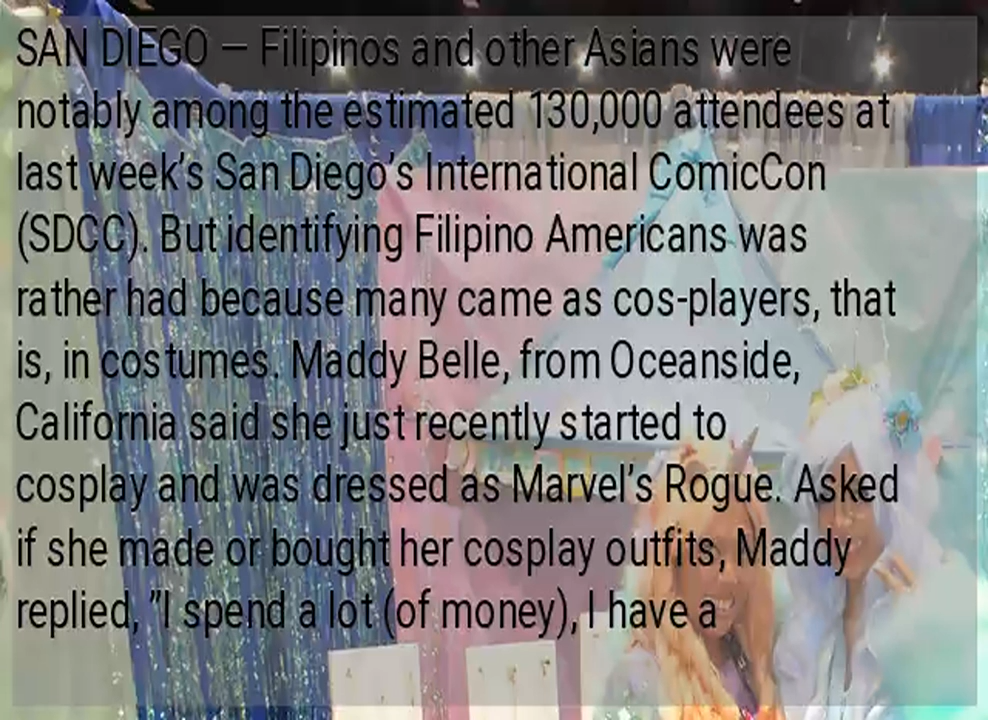 SAN DIEGO — Filipinos and other Asians were
notably among the estimated 130,000 attendees at
last week’s San Diego’s International ComicCon
(SDCC). But identifying Filipino Americans was
rather had because many came as cos-players, that
is, in costumes. Maddy Belle, from Oceanside,
California said she just recently started to
cosplay and was dressed as Marvel’s Rogue. Asked
if she made or bought her cosplay outfits, Maddy
replied, ”I spend a lot (of money), I have a